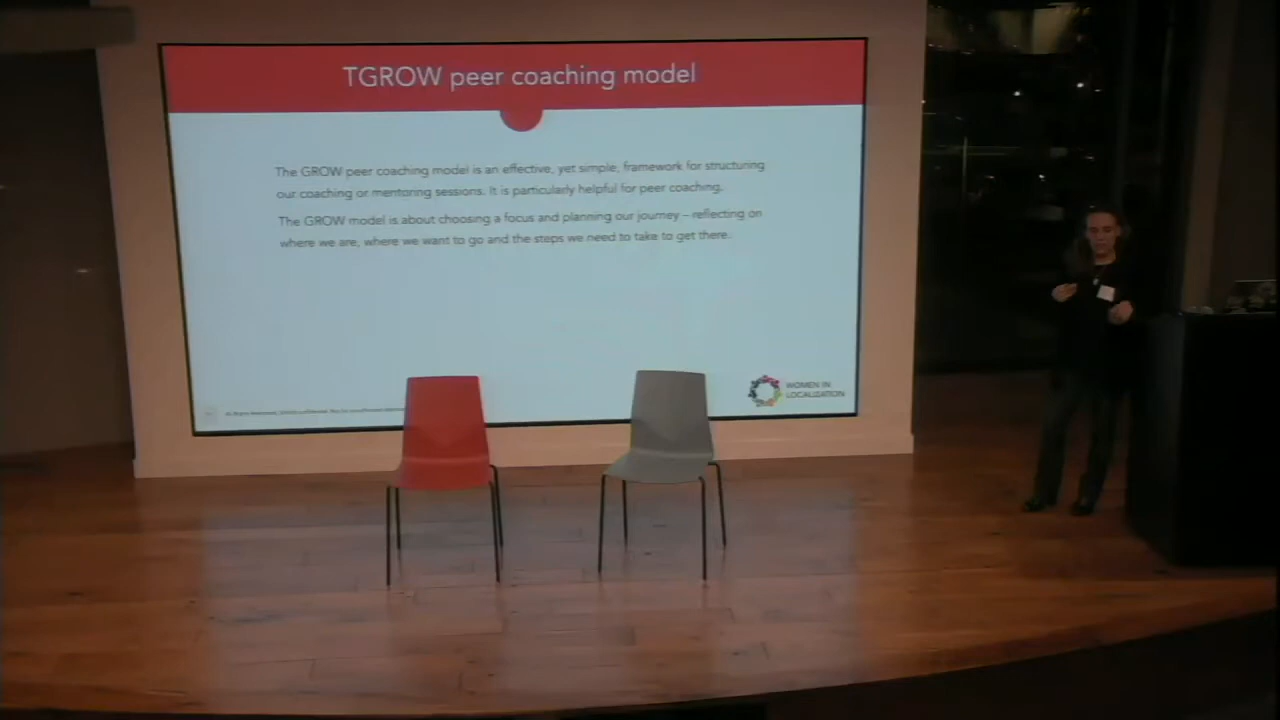 TGROW peer coaching model
The GROW peer coaching model is an effective, yet simple, framework for structuring
our coaching or mentoring sessions. It is particularly helpful for peer coaching.
The GROW model is about choosing a focus and planning our journey – reflecting on
where we are, where we want to go and the steps we need to take to get there.
WOMEN IN
LOCALIZATION
All Rights Reserved.